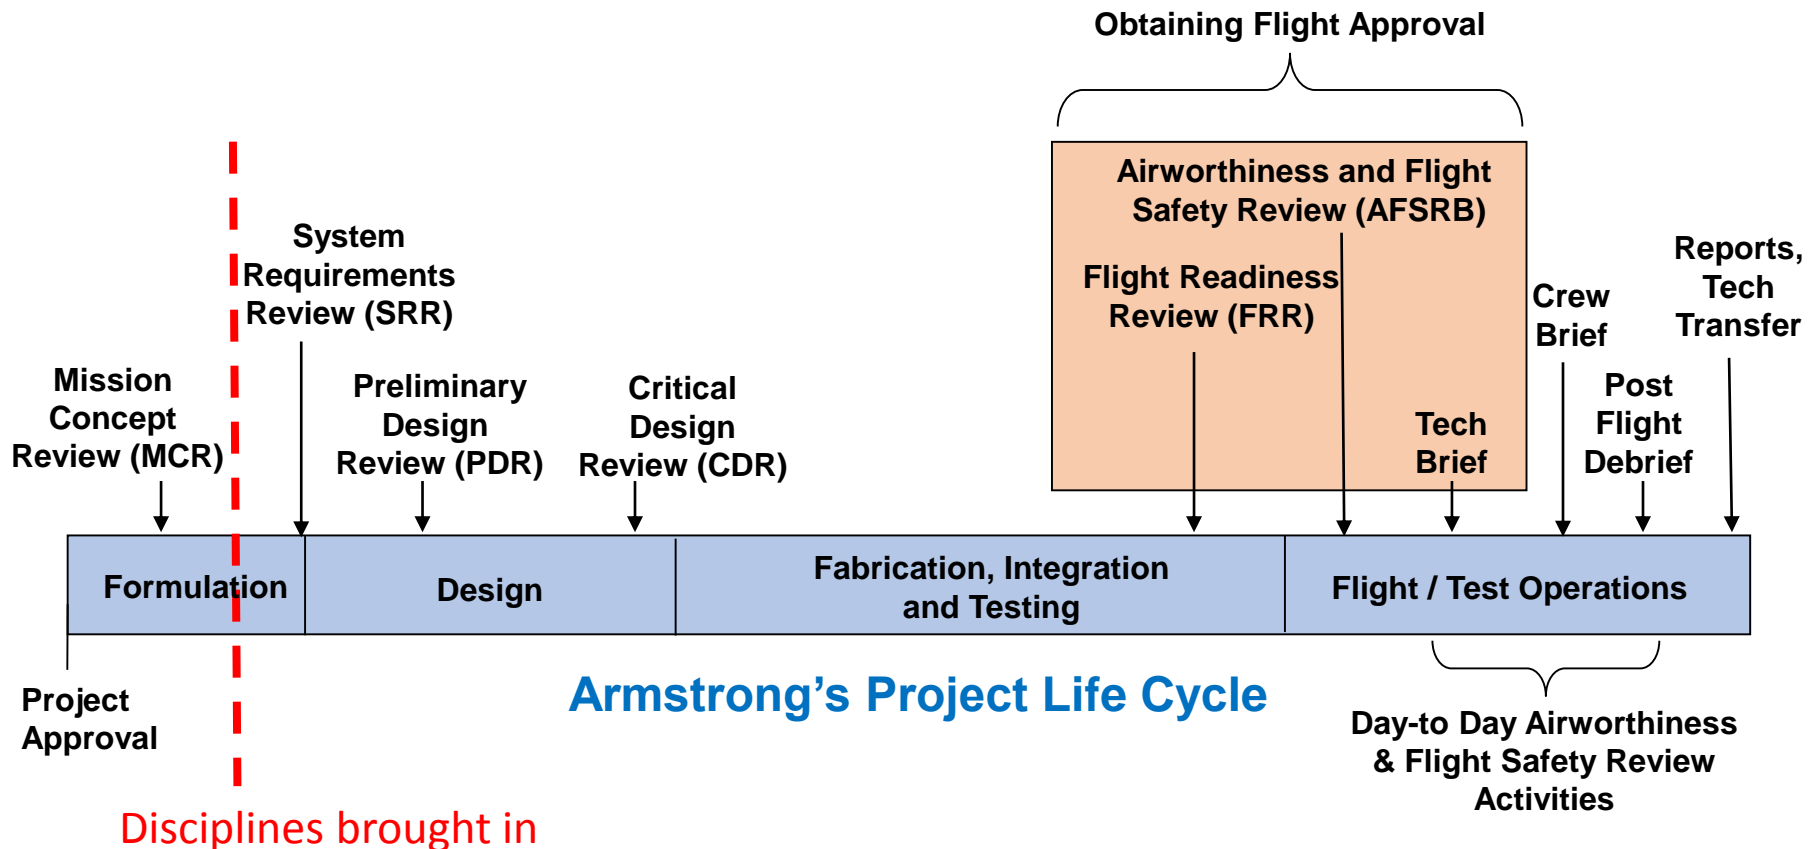 Obtaining Flight Approval
Airworthiness and Flight
Safety Review (AFSRB)
Flight Readiness
Review (FRR)
System
Requirements
Review (SRR)
Mission
Concept
Review (MCR)
Preliminary
Design
Review (PDR)
Critical
Design
Review (CDR)
Tech
Brief
Crew
Brief
Post
Flight
Debrief
Reports,
Tech
Transfer
Formulation
Design
Fabrication, Integration
and Testing
Flight / Test Operations
Project
Approval
Armstrong’s Project Life Cycle
Day-to Day Airworthiness
& Flight Safety Review
Activities
Disciplines brought in